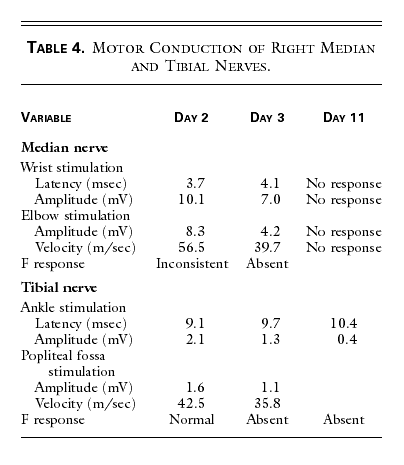 TABLE 4. MOTOR CONDUCTION OF RIGHT MEDIAN
AND TIBIAL NERVES.
VARIABLE DAY 2 DAY 3 DAY 11
Median nerve
Wrist stimulation
Latency (msec) 3.7 4.1 No response
Amplitude (mV) 10.1 7.0 No response
Elbow stimulation
Amplitude (mV) 8.3 4.2 No response
Velocity (m/sec) 56.5 39.7 No response
F response Inconsistent Absent
Tibial nerve
Ankle stimulation
Latency (msec) 9.1 9.7 10.4
Amplitude (mV) 2.1 1.3 0.4
Popliteal fossa
stimulation
Amplitude (mV) 1.6 1.1
Velocity (m/sec) 42.5 35.8
F response Normal Absent Absent